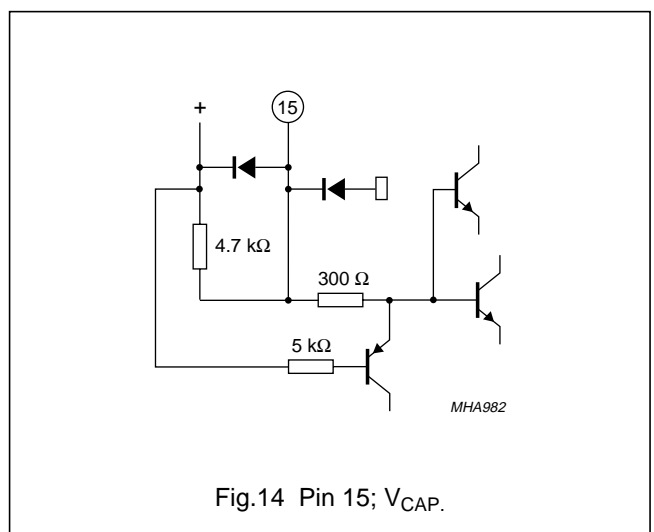 +
15
4.7 kΩ
300 Ω
5 kΩ
MHA982
Fig.14 Pin 15; VCAP.